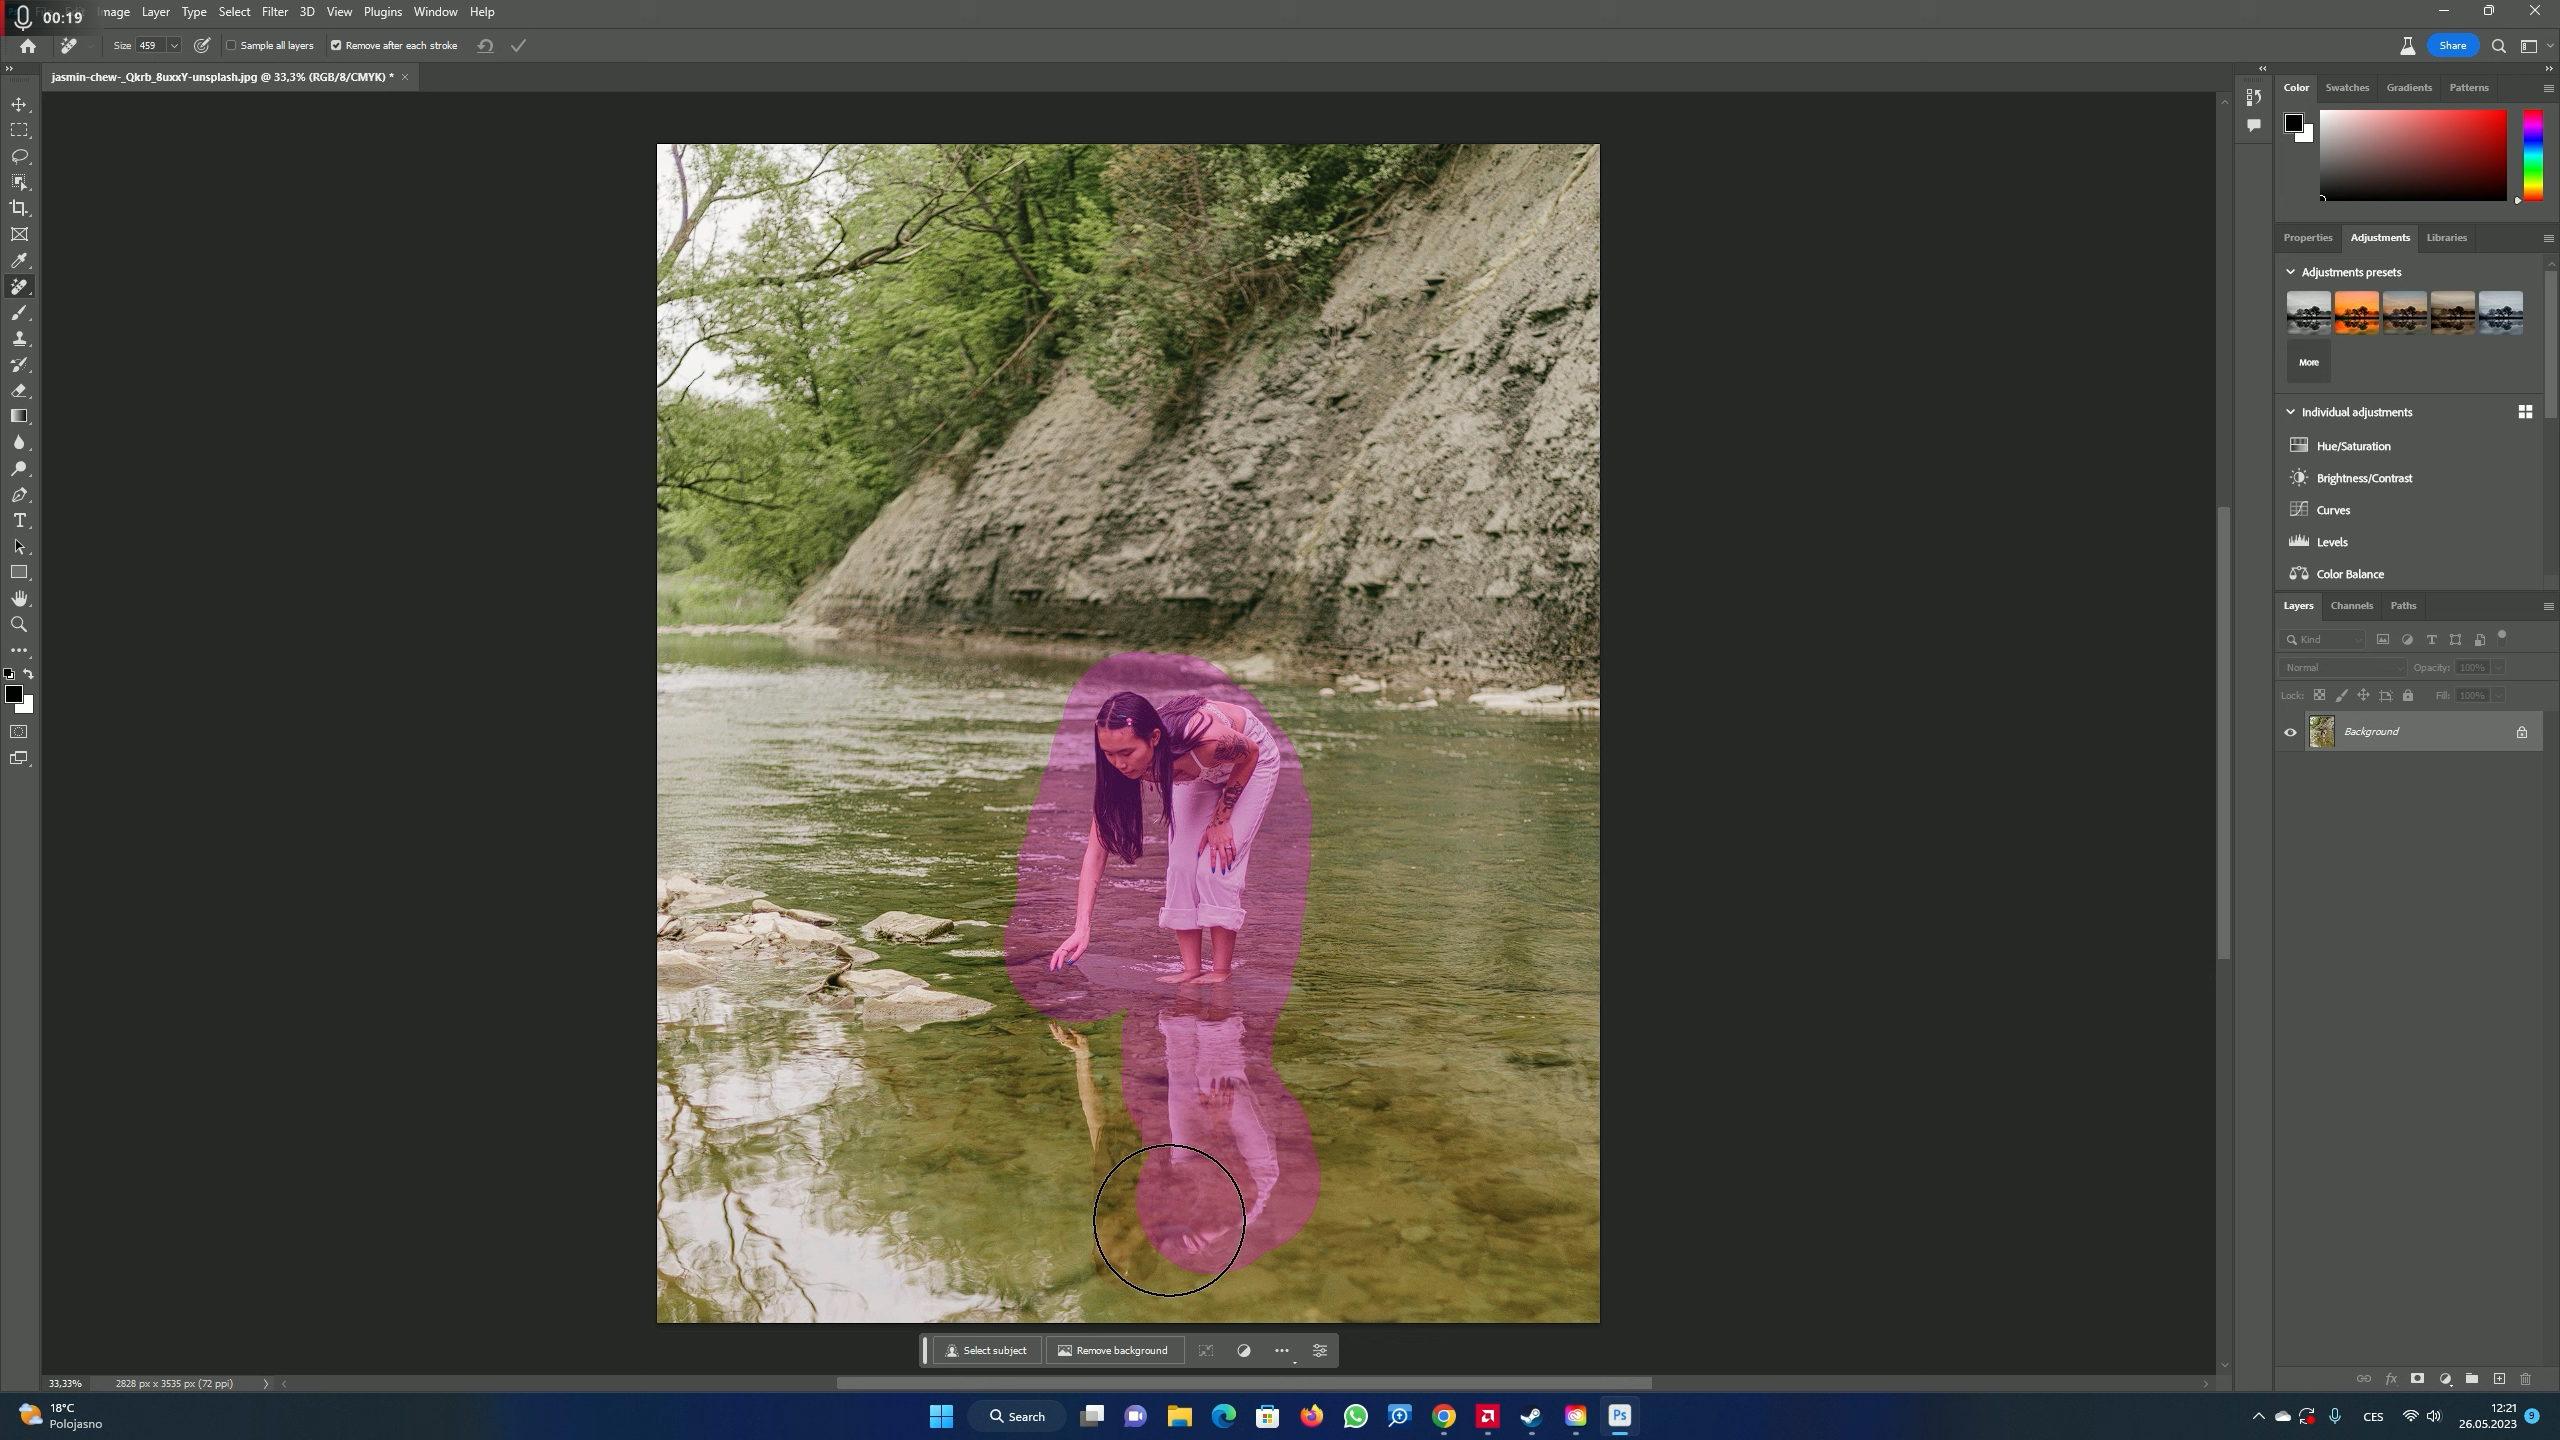 00:19
Image Layer Type Select Filter 3D View Plugins Window Help
Size 459 Sample all layers Remove after each stroke
Share
jasmin-chew-_Qkrb_8uxxY-unsplash.jpg @ 33,3% (RGB/8/CMYK) * ×
Color Swatches Gradients Patterns
Properties Adjustments Libraries
Adjustments presets
More
Individual adjustments
Hue/Saturation
Brightness/Contrast
Curves
Levels
Color Balance
Layers Channels Paths
Kind
Normal Opacity: 100%
Lock: Fill: 100%
Background
fx
Select subject Remove background
33,33% 2828 px x 3535 px (72 ppi)
18°C
Polojasno
Search
Ps
CES
12:21
26.05.2023
9